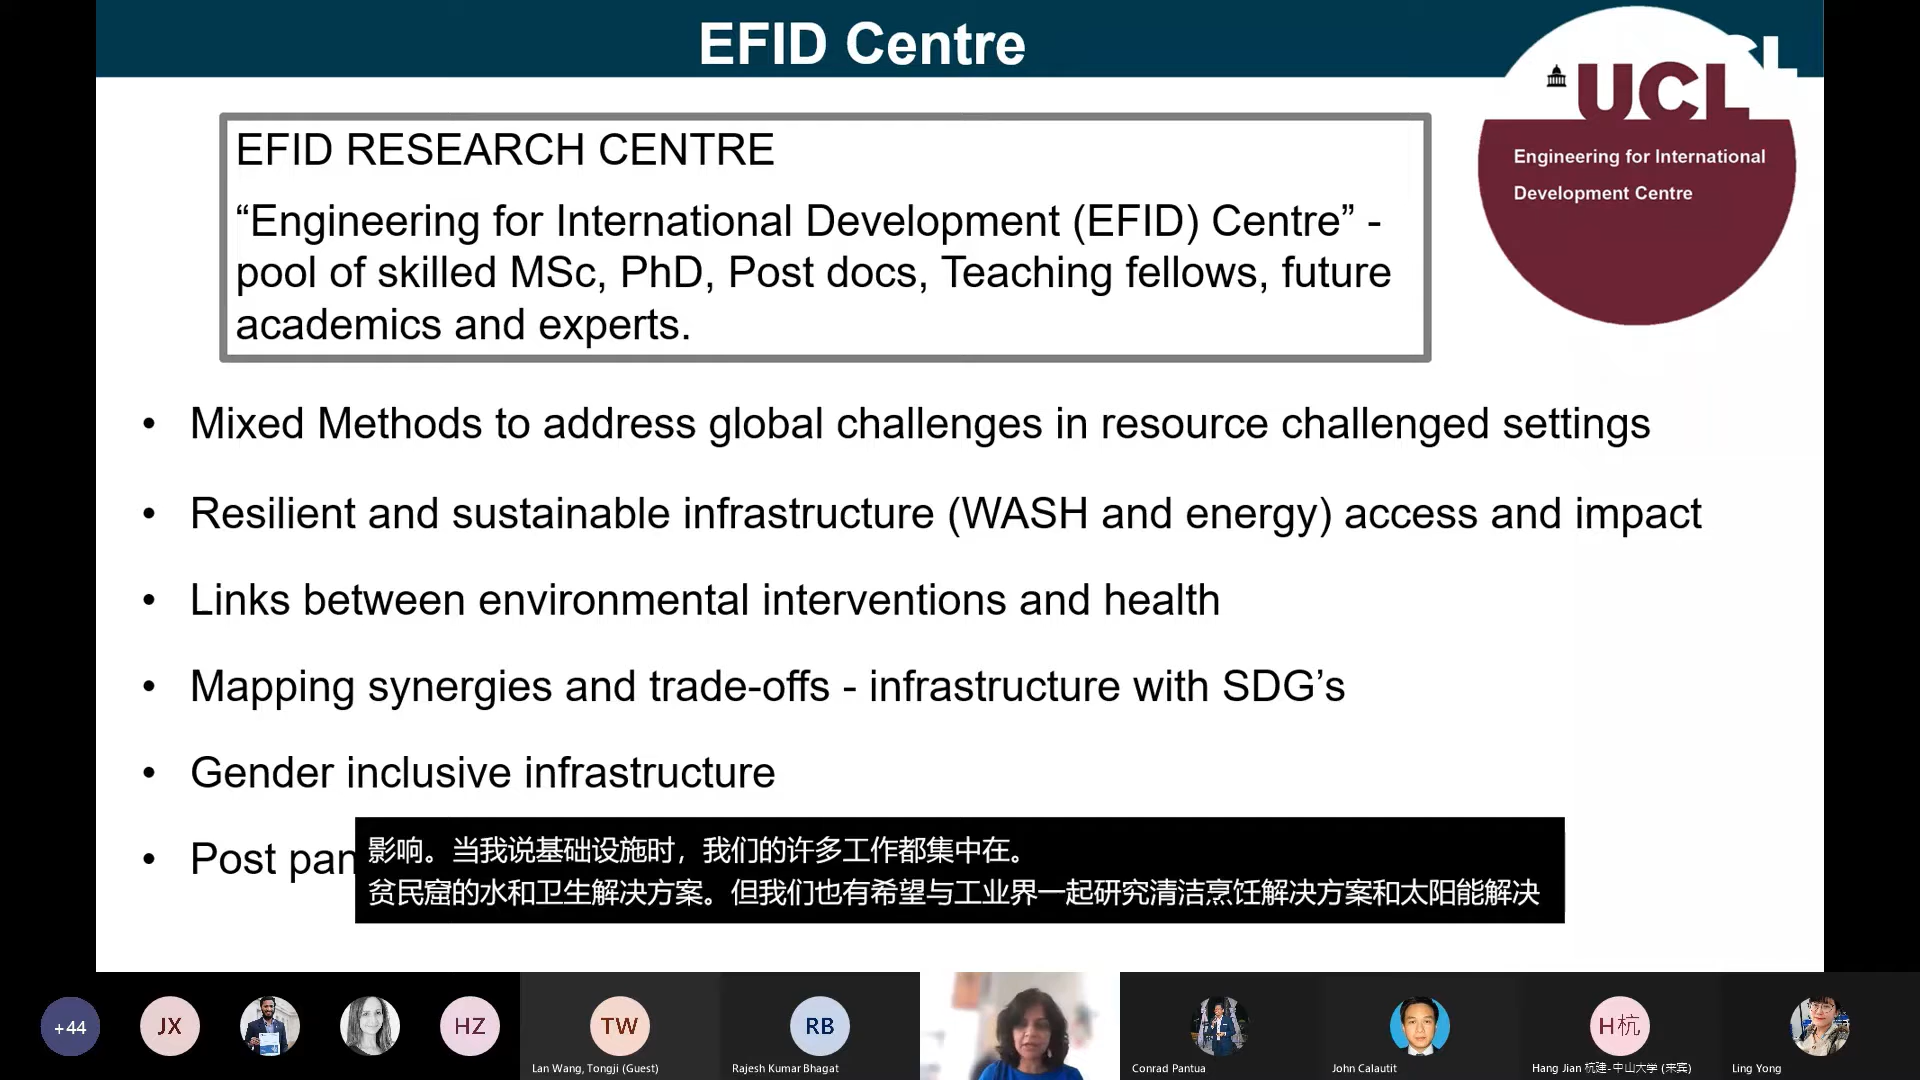 EFID Centre
UCL
Engineering for International
Development Centre
EFID RESEARCH CENTRE
“Engineering for International Development (EFID) Centre” -
pool of skilled MSc, PhD, Post docs, Teaching fellows, future
academics and experts.
• Mixed Methods to address global challenges in resource challenged settings
• Resilient and sustainable infrastructure (WASH and energy) access and impact
• Links between environmental interventions and health
• Mapping synergies and trade-offs - infrastructure with SDG’s
• Gender inclusive infrastructure
• Post pan
影响。当我说基础设施时，我们的许多工作都集中在。
贫民窟的水和卫生解决方案。但我们也有希望与工业界一起研究清洁烹饪解决方案和太阳能解决
+44
JX
HZ
TW
Lan Wang, Tongji (Guest)
RB
Rajesh Kumar Bhagat
Conrad Pantua
John Calautit
H杭
Hang Jian 杭建-中山大学 (来宾)
Ling Yong